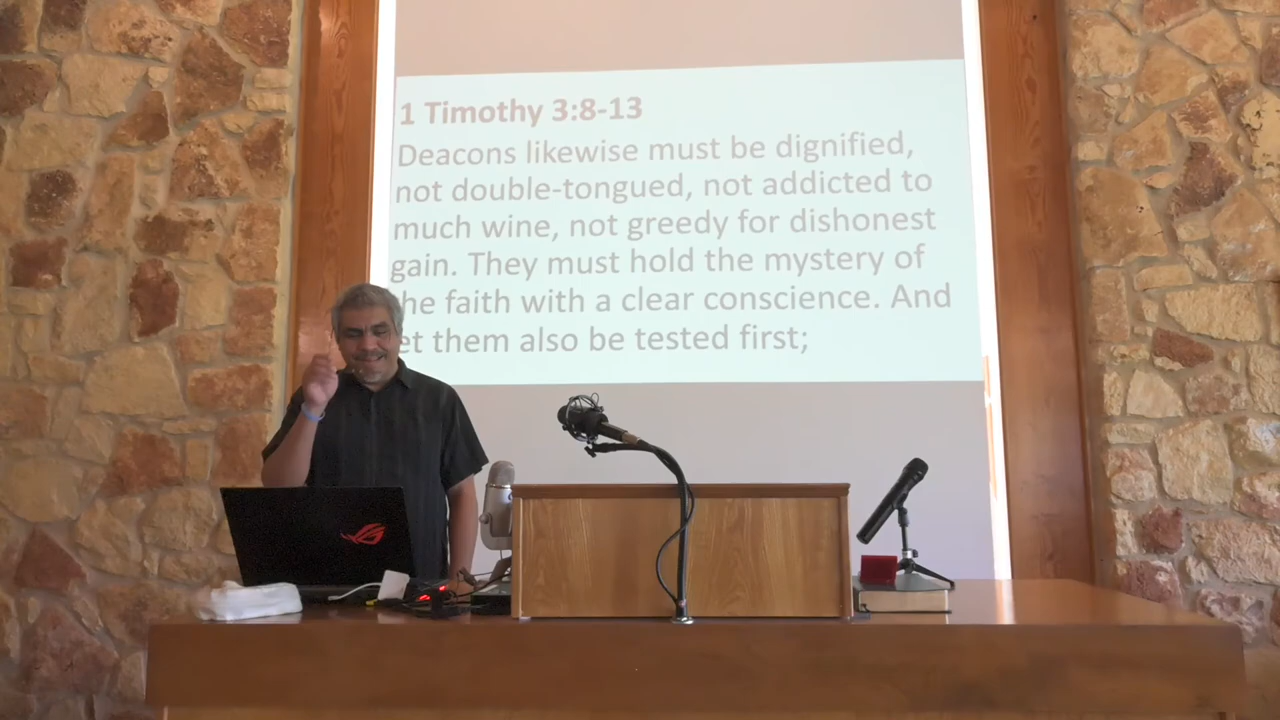 1 Timothy 3:8-13
Deacons likewise must be dignified,
not double-tongued, not addicted to
much wine, not greedy for dishonest
gain. They must hold the mystery of
he faith with a clear conscience. And
et them also be tested first;